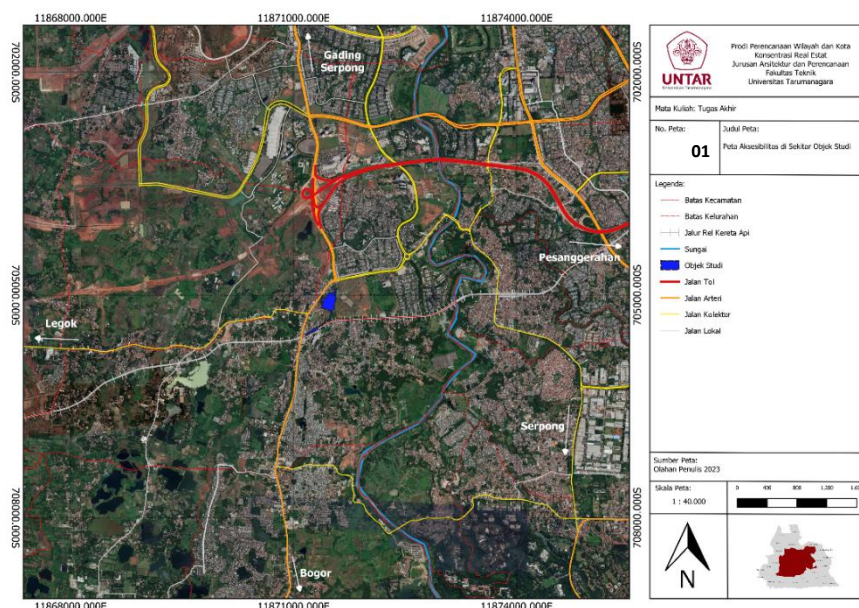 11868000.000E 11871000.000E 11874000.000E
702000.000S
705000.000S
708000.000S
Gading
Serpong
Pesanggerahan
Legok
Serpong
Bogor
702000.000S
705000.000S
708000.000S
11868000.000E 11871000.000E 11874000.000E
UNTAR
Universitas Tarumanagara
Prodi Perencanaan Wilayah dan Kota
Konsentrasi Real Estat
Jurusan Arsitektur dan Perencanaan
Fakultas Teknik
Universitas Tarumanagara
Mata Kuliah: Tugas Akhir
No. Peta:
01
Judul Peta:
Peta Aksesibilitas di Sekitar Objek Studi
Legenda:
Batas Kecamatan
Batas Kelurahan
Jalur Rel Kereta Api
Sungai
Objek Studi
Jalan Tol
Jalan Arteri
Jalan Kolektor
Jalan Lokal
Sumber Peta:
Olahan Penulis 2023
Skala Peta:
1 : 40.000
0 400 800 1.200
N